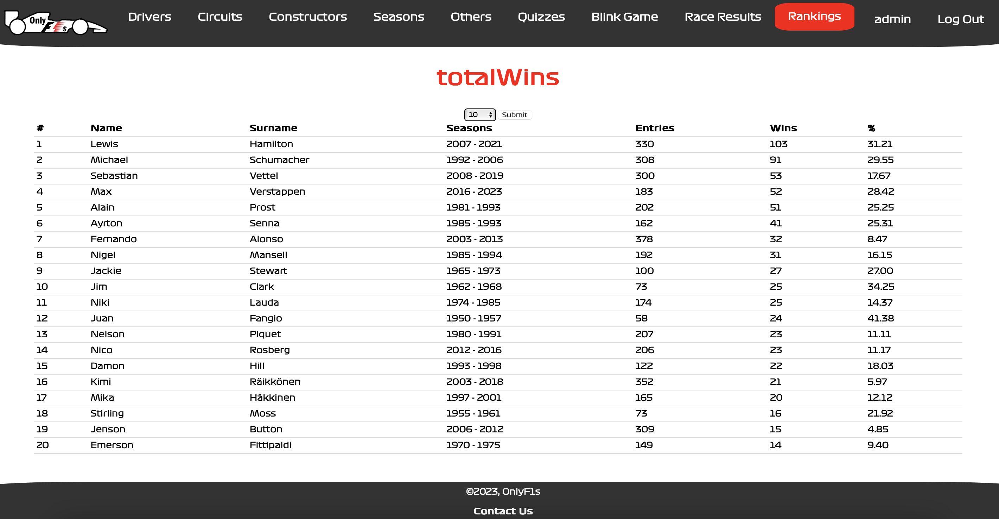 Only F1s Drivers Circuits Constructors Seasons Others Quizzes Blink Game Race Results Rankings admin Log Out
totalWins
10 Submit
# Name Surname Seasons Entries Wins %
1 Lewis Hamilton 2007 - 2021 330 103 31.21
2 Michael Schumacher 1992 - 2006 308 91 29.55
3 Sebastian Vettel 2008 - 2019 300 53 17.67
4 Max Verstappen 2016 - 2023 183 52 28.42
5 Alain Prost 1981 - 1993 202 51 25.25
6 Ayrton Senna 1985 - 1993 162 41 25.31
7 Fernando Alonso 2003 - 2013 378 32 8.47
8 Nigel Mansell 1985 - 1994 192 31 16.15
9 Jackie Stewart 1965 - 1973 100 27 27.00
10 Jim Clark 1962 - 1968 73 25 34.25
11 Niki Lauda 1974 - 1985 174 25 14.37
12 Juan Fangio 1950 - 1957 58 24 41.38
13 Nelson Piquet 1980 - 1991 207 23 11.11
14 Nico Rosberg 2012 - 2016 206 23 11.17
15 Damon Hill 1993 - 1998 122 22 18.03
16 Kimi Räikkönen 2003 - 2018 352 21 5.97
17 Mika Häkkinen 1997 - 2001 165 20 12.12
18 Stirling Moss 1955 - 1961 73 16 21.92
19 Jenson Button 2006 - 2012 309 15 4.85
20 Emerson Fittipaldi 1970 - 1975 149 14 9.40
©2023, OnlyF1s
Contact Us